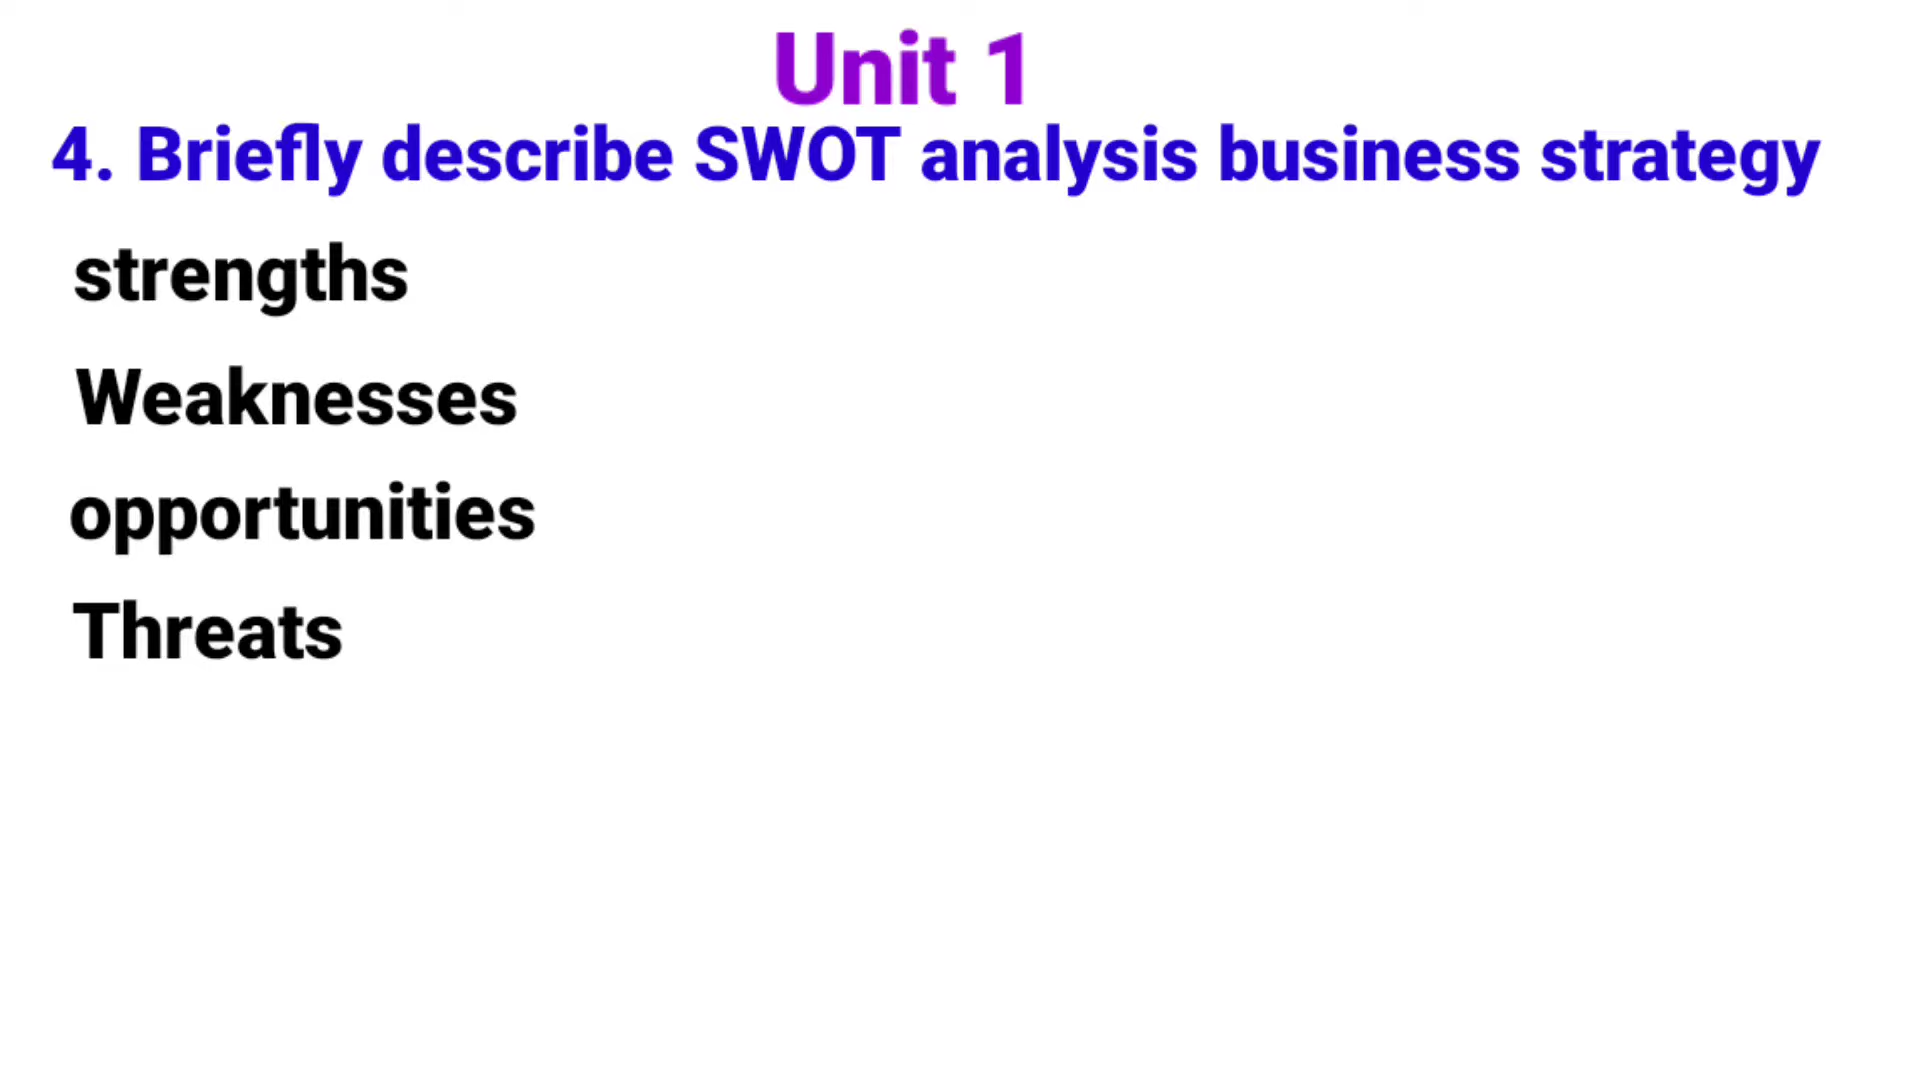 Unit 1
4. Briefly describe SWOT analysis business strategy
strengths
Weaknesses
opportunities
Threats